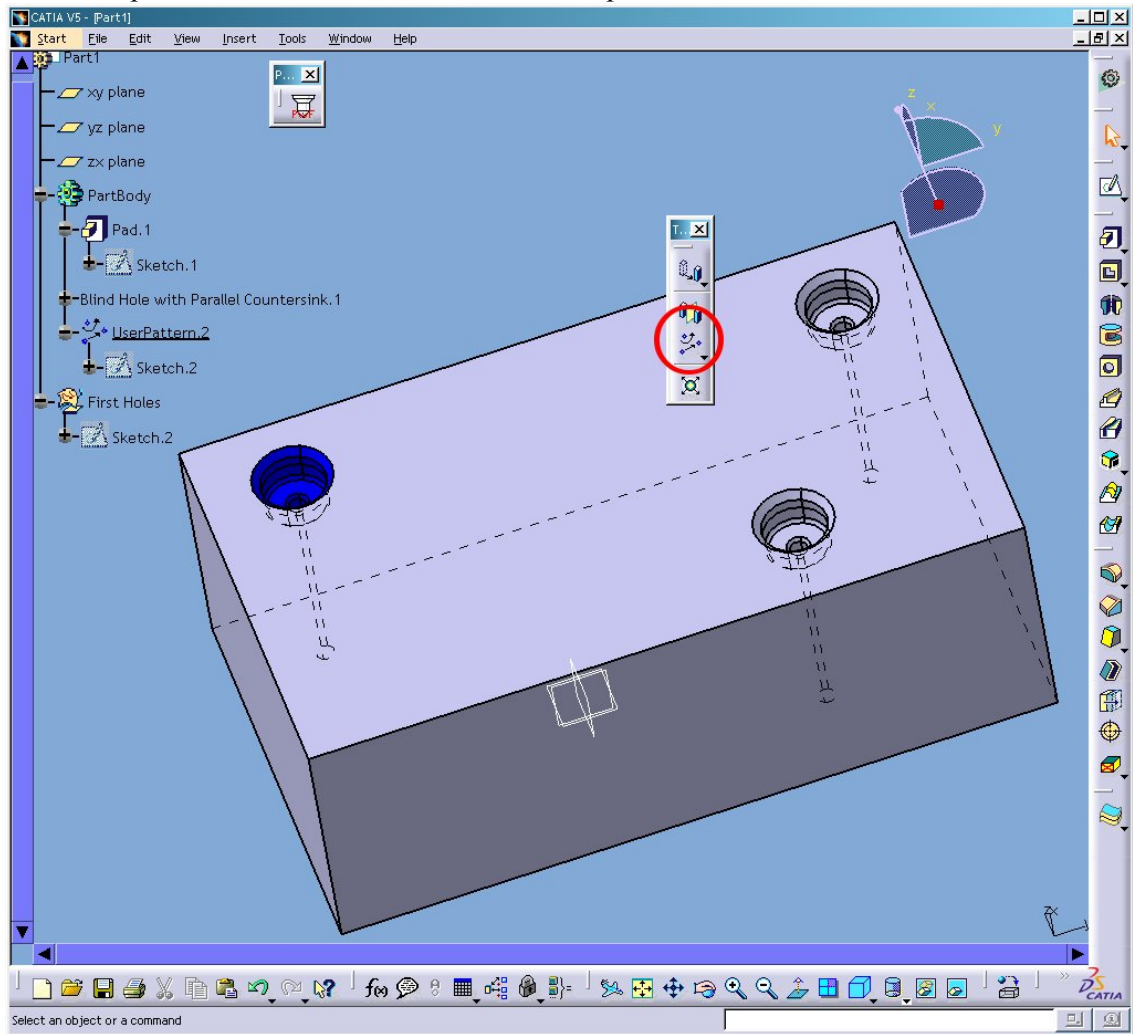 CATIA V5 - [Part1]
Start File Edit View Insert Tools Window Help
Part1
P...
PDF
xy plane
yz plane
zx plane
PartBody
Pad.1
Sketch.1
Blind Hole with Parallel Countersink.1
UserPattern.2
Sketch.2
First Holes
Sketch.2
z
x
y
T...
f(x)
CATIA
Select an object or a command